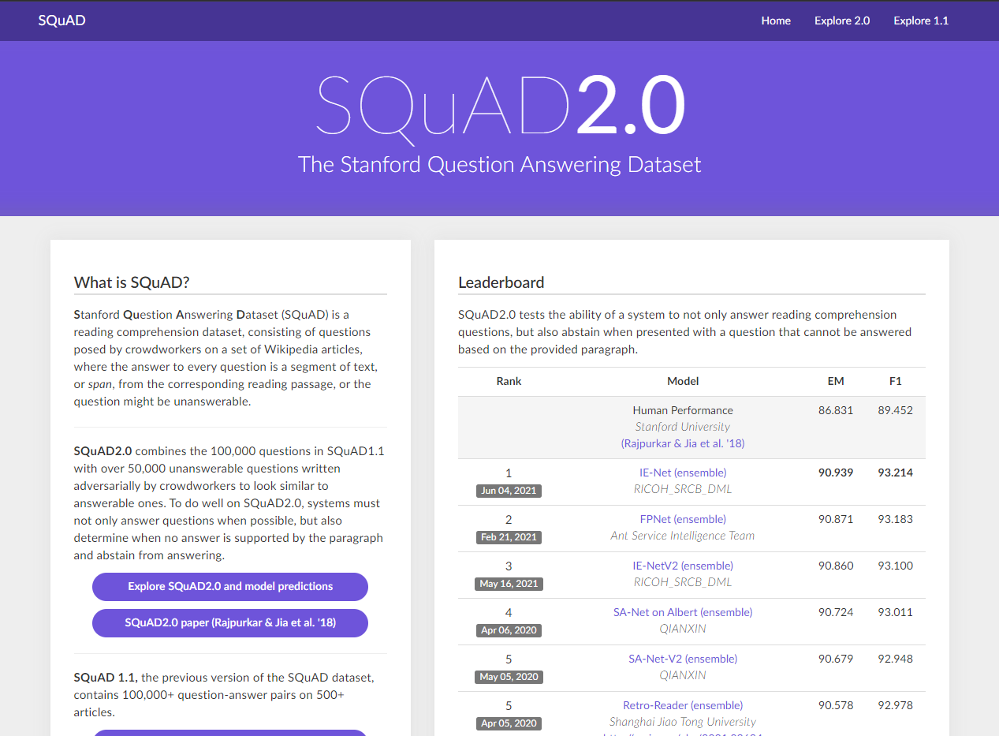 SQuAD Home Explore 2.0 Explore 1.1
SQuAD2.0
The Stanford Question Answering Dataset
What is SQuAD?
Stanford Question Answering Dataset (SQuAD) is a
reading comprehension dataset, consisting of questions
posed by crowdworkers on a set of Wikipedia articles,
where the answer to every question is a segment of text,
or span, from the corresponding reading passage, or the
question might be unanswerable.
SQuAD2.0 combines the 100,000 questions in SQuAD1.1
with over 50,000 unanswerable questions written
adversarially by crowdworkers to look similar to
answerable ones. To do well on SQuAD2.0, systems must
not only answer questions when possible, but also
determine when no answer is supported by the paragraph
and abstain from answering.
Explore SQuAD2.0 and model predictions
SQuAD2.0 paper (Rajpurkar & Jia et al. '18)
SQuAD 1.1, the previous version of the SQuAD dataset,
contains 100,000+ question-answer pairs on 500+
articles.
Leaderboard
SQuAD2.0 tests the ability of a system to not only answer reading comprehension
questions, but also abstain when presented with a question that cannot be answered
based on the provided paragraph.
Rank Model EM F1
Human Performance 86.831 89.452
Stanford University
(Rajpurkar & Jia et al. '18)
1 IE-Net (ensemble) 90.939 93.214
Jun 04, 2021 RICOH_SRCB_DML
2 FPNet (ensemble) 90.871 93.183
Feb 21, 2021 Ant Service Intelligence Team
3 IE-NetV2 (ensemble) 90.860 93.100
May 16, 2021 RICOH_SRCB_DML
4 SA-Net on Albert (ensemble) 90.724 93.011
Apr 06, 2020 QIANXIN
5 SA-Net-V2 (ensemble) 90.679 92.948
May 05, 2020 QIANXIN
5 Retro-Reader (ensemble) 90.578 92.978
Apr 05, 2020 Shanghai Jiao Tong University